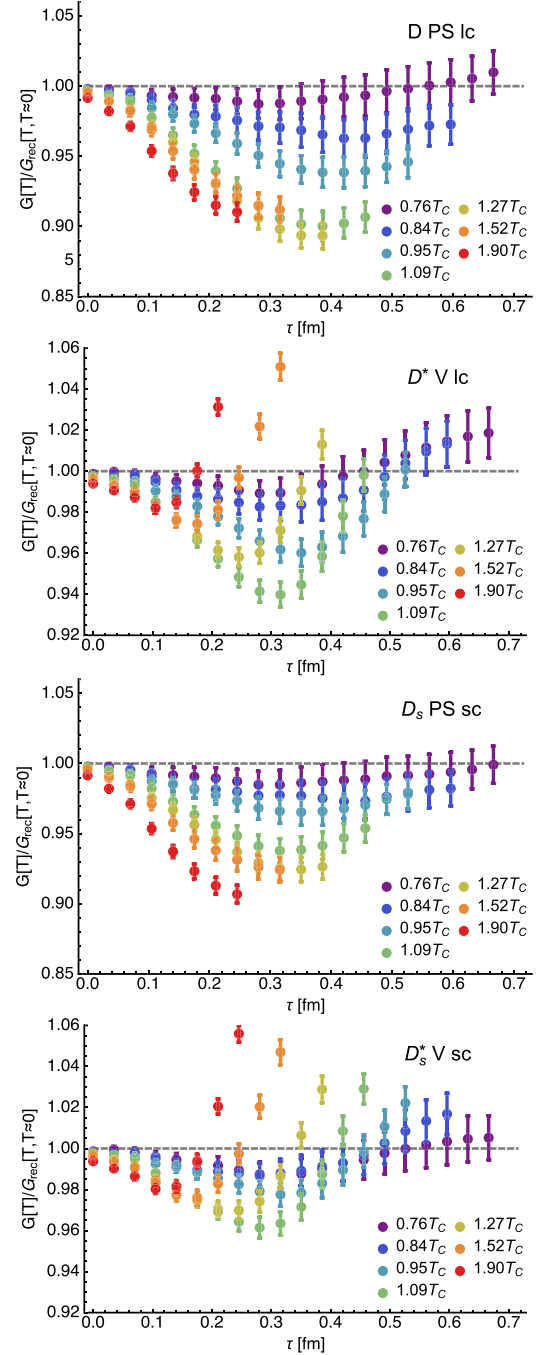 D PS lc
1.05
1.00
0.95
0.90
5
0.85
G[T]/G_rec[T,T≈0]
0.76T_C 1.27T_C
0.84T_C 1.52T_C
0.95T_C 1.90T_C
1.09T_C
0.0 0.1 0.2 0.3 0.4 0.5 0.6 0.7
τ [fm]
D* V lc
1.06
1.04
1.02
1.00
0.98
0.96
0.94
0.92
G[T]/G_rec[T,T≈0]
0.76T_C 1.27T_C
0.84T_C 1.52T_C
0.95T_C 1.90T_C
1.09T_C
0.0 0.1 0.2 0.3 0.4 0.5 0.6 0.7
τ [fm]
D_s PS sc
1.05
1.00
0.95
0.90
0.85
G[T]/G_rec[T,T≈0]
0.76T_C 1.27T_C
0.84T_C 1.52T_C
0.95T_C 1.90T_C
1.09T_C
0.0 0.1 0.2 0.3 0.4 0.5 0.6 0.7
τ [fm]
D_s* V sc
1.06
1.04
1.02
1.00
0.98
0.96
0.94
0.92
G[T]/G_rec[T,T≈0]
0.76T_C 1.27T_C
0.84T_C 1.52T_C
0.95T_C 1.90T_C
1.09T_C
0.0 0.1 0.2 0.3 0.4 0.5 0.6 0.7
τ [fm]